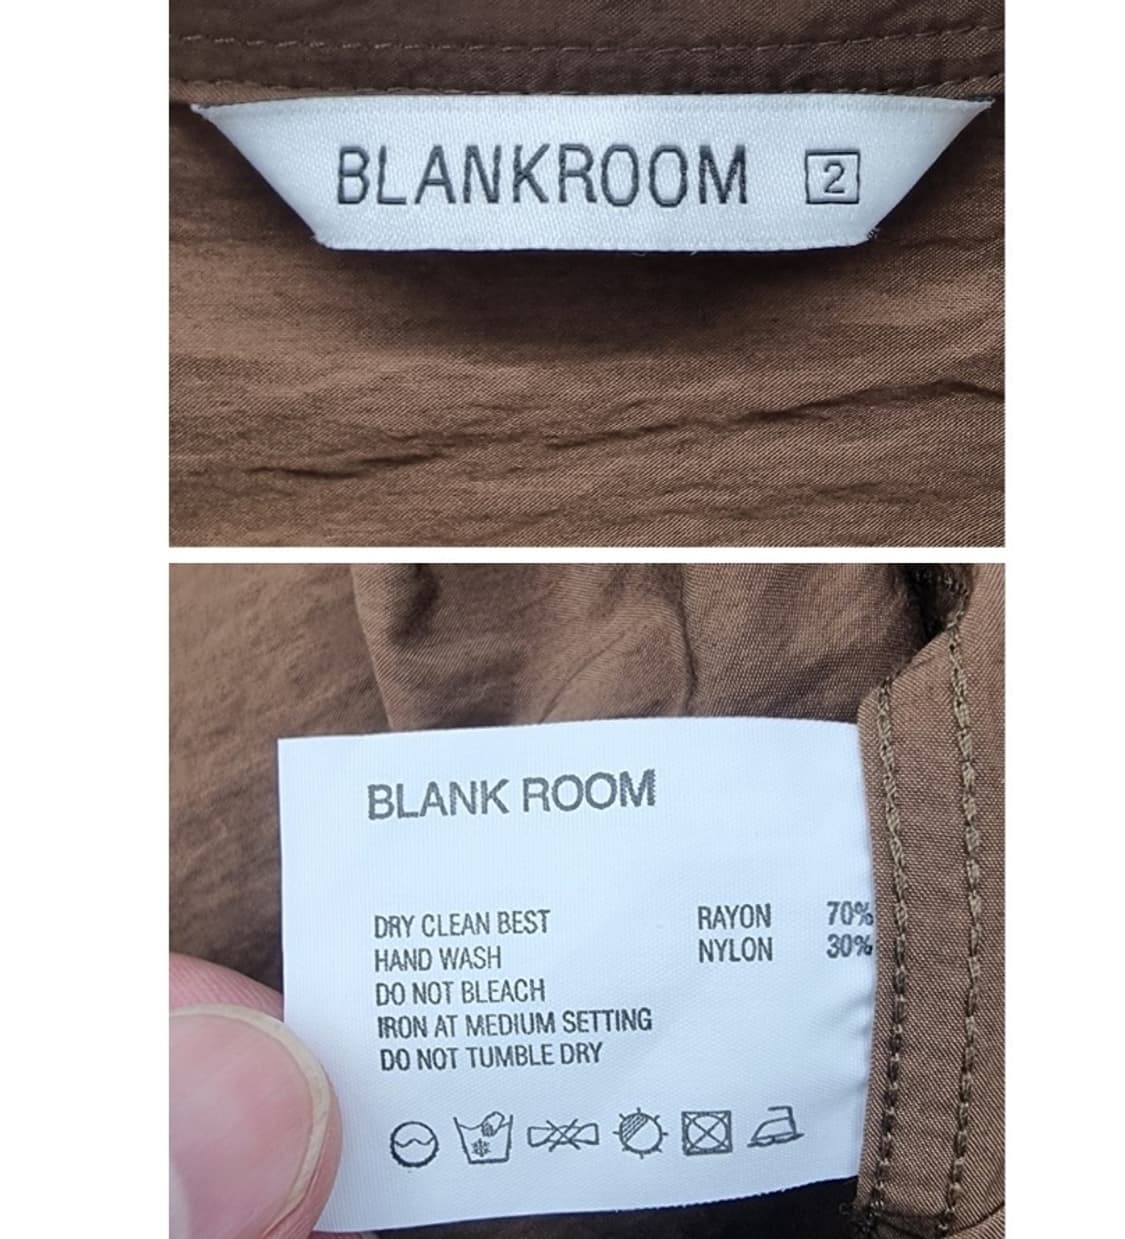 BLANKROOM 2
BLANK ROOM
DRY CLEAN BEST RAYON 70%
HAND WASH NYLON 30%
DO NOT BLEACH
IRON AT MEDIUM SETTING
DO NOT TUMBLE DRY